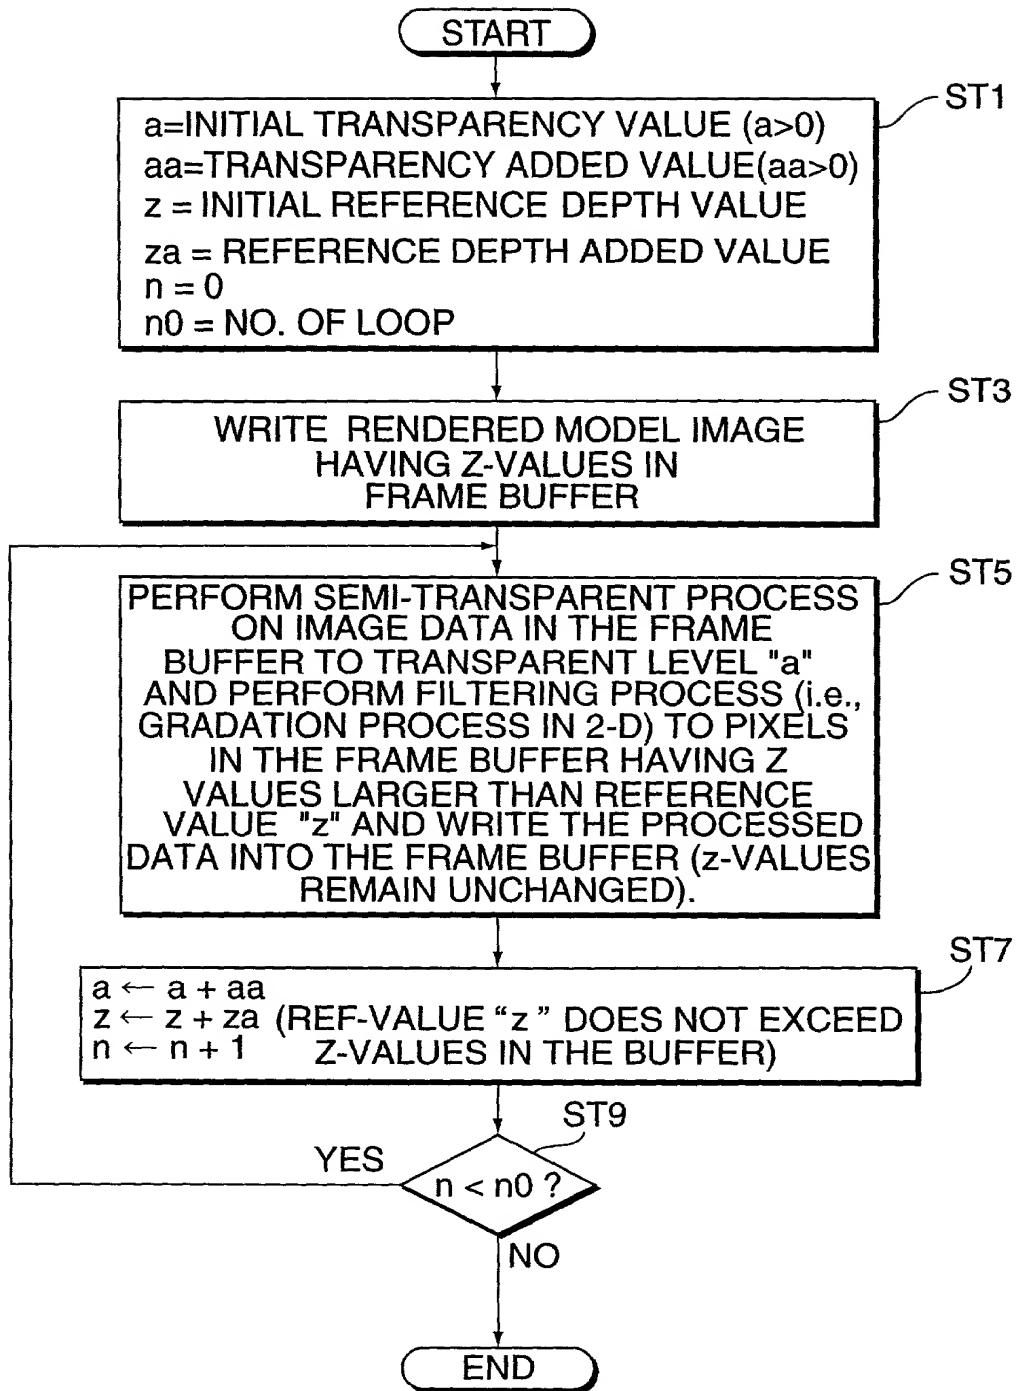 START
ST1
a=INITIAL TRANSPARENCY VALUE (a>0)
aa=TRANSPARENCY ADDED VALUE(aa>0)
z = INITIAL REFERENCE DEPTH VALUE
za = REFERENCE DEPTH ADDED VALUE
n = 0
n0 = NO. OF LOOP
ST3
WRITE RENDERED MODEL IMAGE
HAVING Z-VALUES IN
FRAME BUFFER
ST5
PERFORM SEMI-TRANSPARENT PROCESS
ON IMAGE DATA IN THE FRAME
BUFFER TO TRANSPARENT LEVEL "a"
AND PERFORM FILTERING PROCESS (i.e.,
GRADATION PROCESS IN 2-D) TO PIXELS
IN THE FRAME BUFFER HAVING Z
VALUES LARGER THAN REFERENCE
VALUE "z" AND WRITE THE PROCESSED
DATA INTO THE FRAME BUFFER (z-VALUES
REMAIN UNCHANGED).
ST7
a ← a + aa
z ← z + za (REF-VALUE “z ” DOES NOT EXCEED
n ← n + 1 Z-VALUES IN THE BUFFER)
ST9
YES
n < n0 ?
NO
END